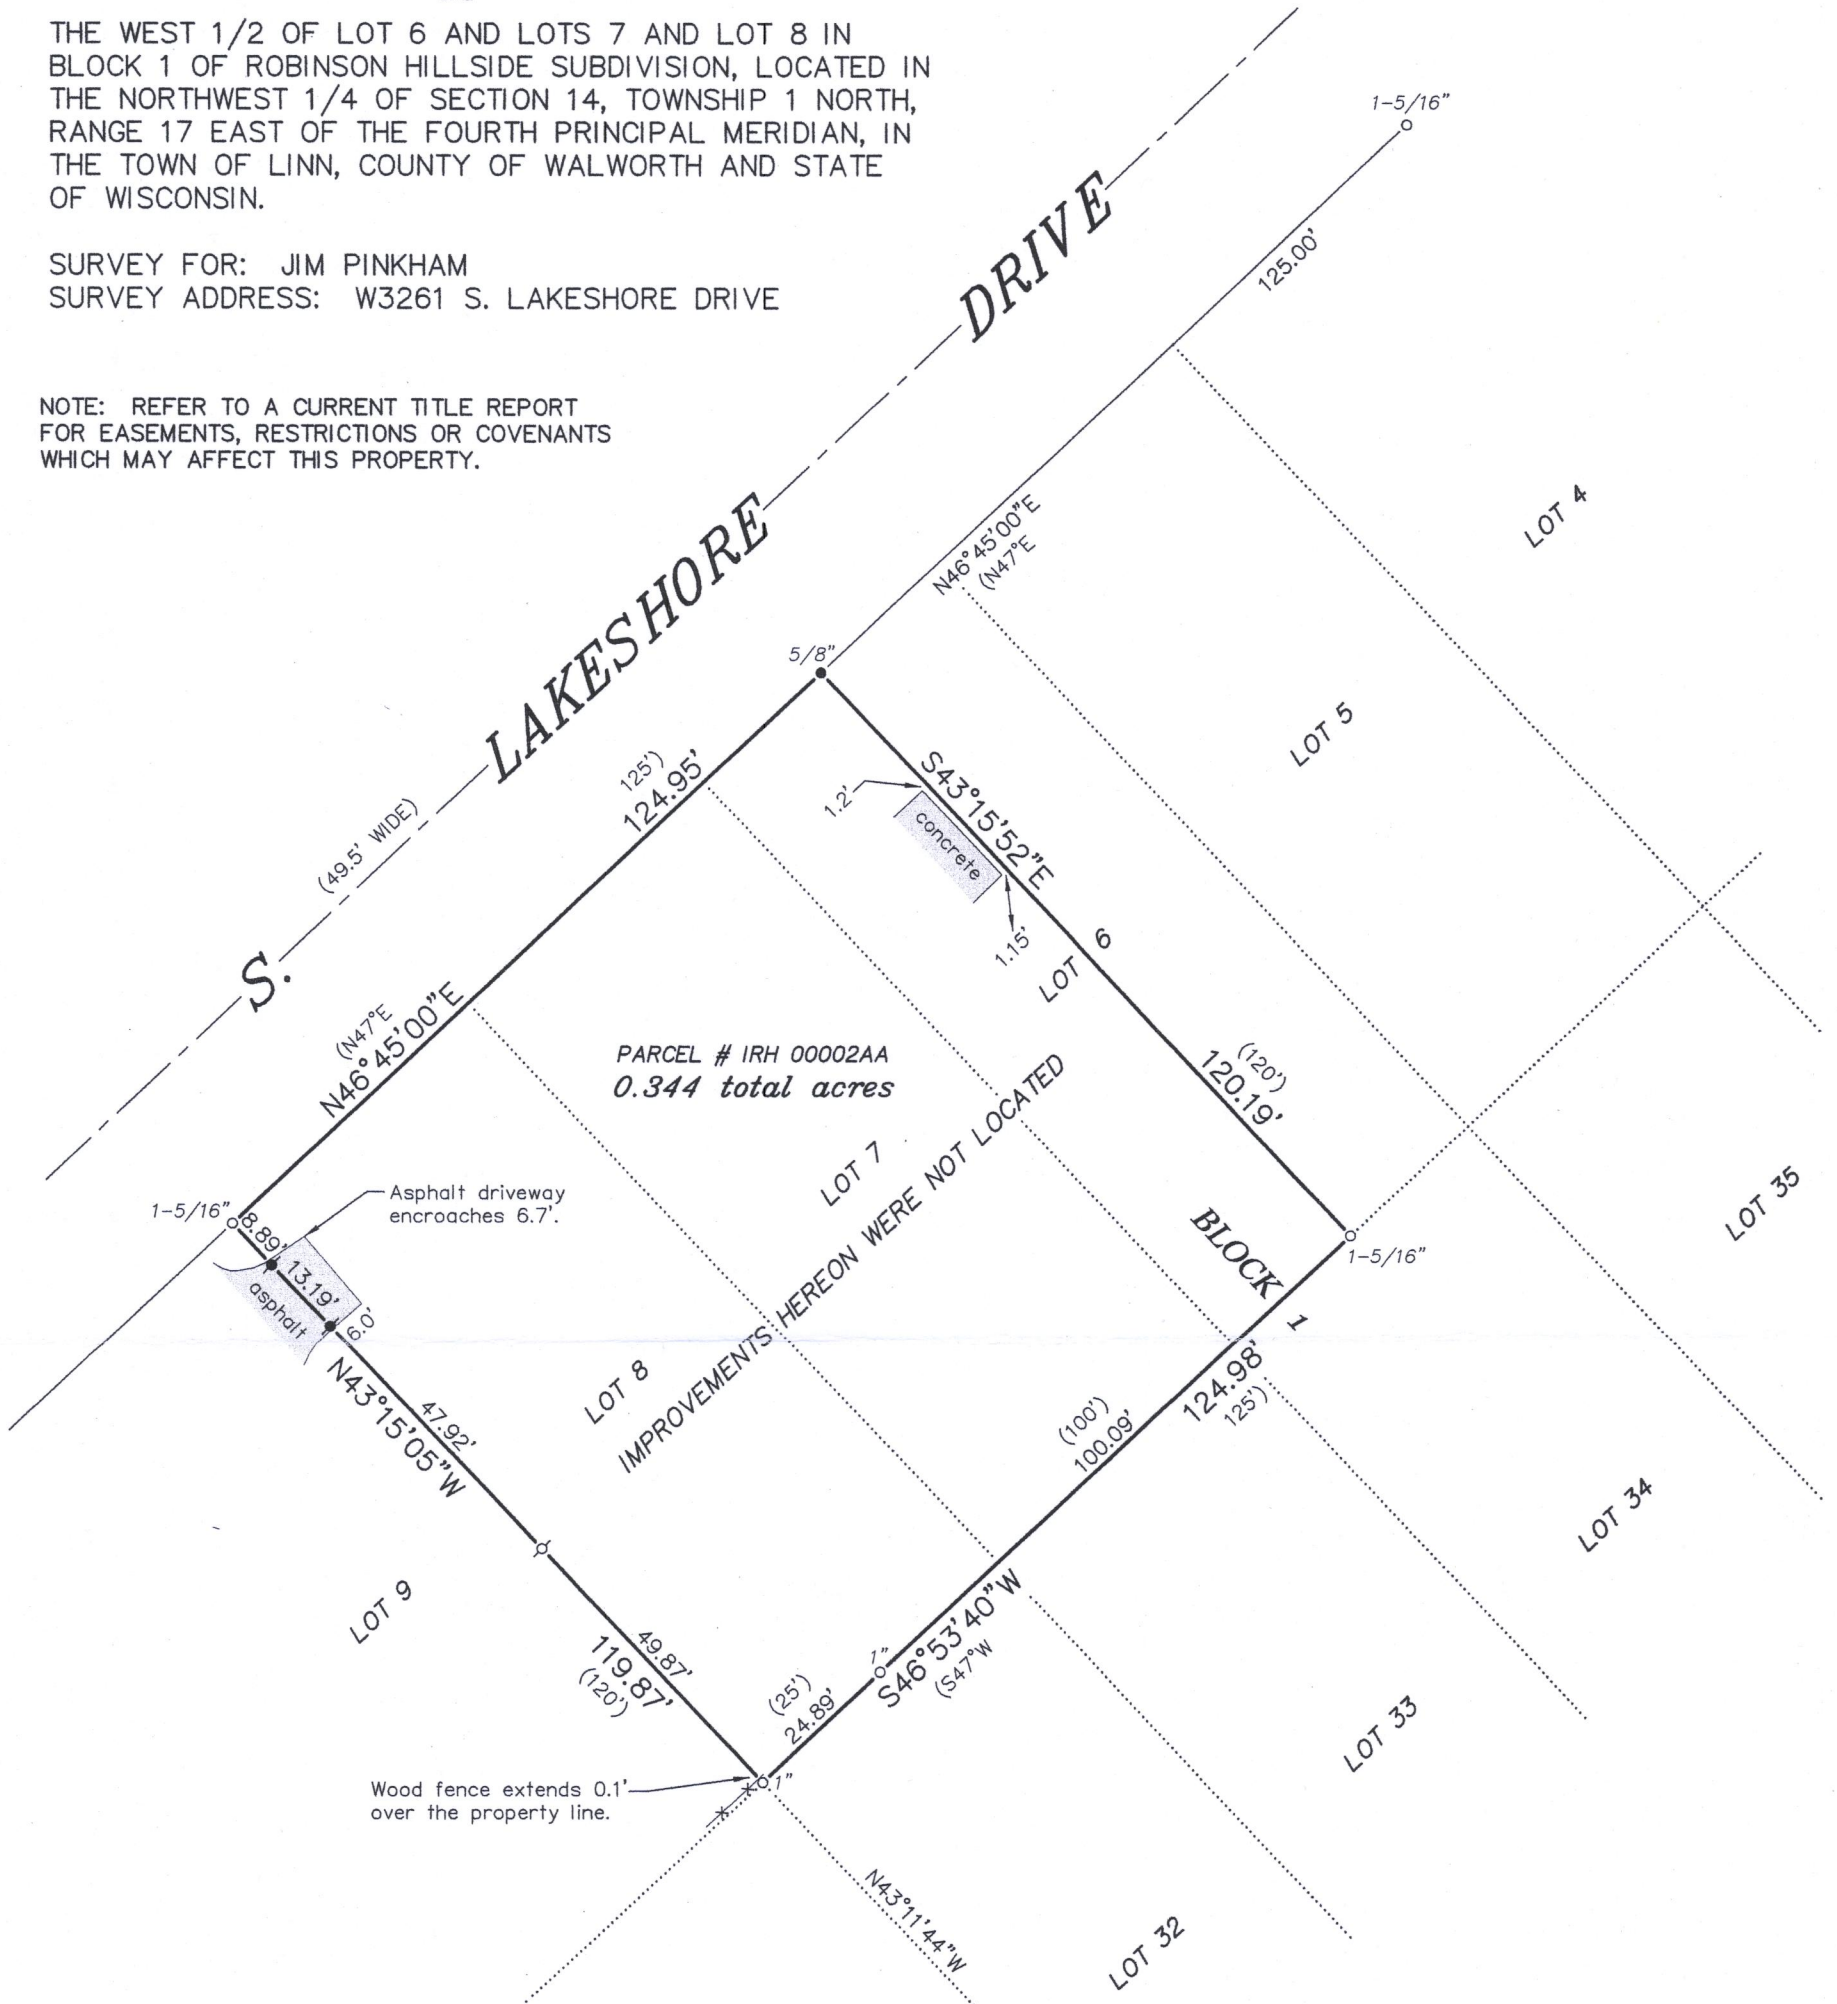 THE WEST 1/2 OF LOT 6 AND LOTS 7 AND LOT 8 IN
BLOCK 1 OF ROBINSON HILLSIDE SUBDIVISION, LOCATED IN
THE NORTHWEST 1/4 OF SECTION 14, TOWNSHIP 1 NORTH,
RANGE 17 EAST OF THE FOURTH PRINCIPAL MERIDIAN, IN
THE TOWN OF LINN, COUNTY OF WALWORTH AND STATE
OF WISCONSIN.
SURVEY FOR: JIM PINKHAM
SURVEY ADDRESS: W3261 S. LAKESHORE DRIVE
NOTE: REFER TO A CURRENT TITLE REPORT
FOR EASEMENTS, RESTRICTIONS OR COVENANTS
WHICH MAY AFFECT THIS PROPERTY.
S. LAKESHORE DRIVE
(49.5' WIDE)
1-5/16"
125.00'
N46°45'00"E
(N47°E
LOT 4
LOT 5
5/8"
125')
124.95'
S43°15'52"E
1.2'
concrete
1.15'
LOT 6
(120')
120.19'
(N47°E
N46°45'00"E
PARCEL # IRH 00002AA
0.344 total acres
LOT 7
IMPROVEMENTS HEREON WERE NOT LOCATED
BLOCK 1
1-5/16"
LOT 35
1-5/16"
8.89'
Asphalt driveway
encroaches 6.7'.
13.19'
asphalt
6.0'
N43°15'05"W
47.92'
LOT 8
(100')
100.09'
124.98'
125')
LOT 34
LOT 9
49.87'
119.87'
(120')
1"
S46°53'40"W
(S47°W
(25')
24.89'
LOT 33
Wood fence extends 0.1'
over the property line.
1"
N43°11'44"W
LOT 32